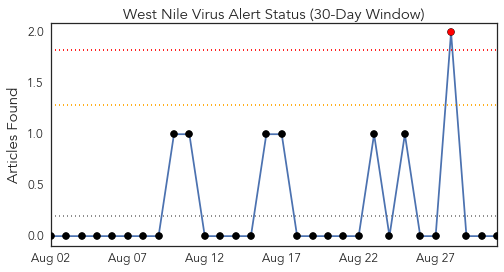 West Nile Virus Alert Status (30-Day Window)
Articles Found
2.0
1.5
1.0
0.5
0.0
Aug 02 Aug 07 Aug 12 Aug 17 Aug 22 Aug 27